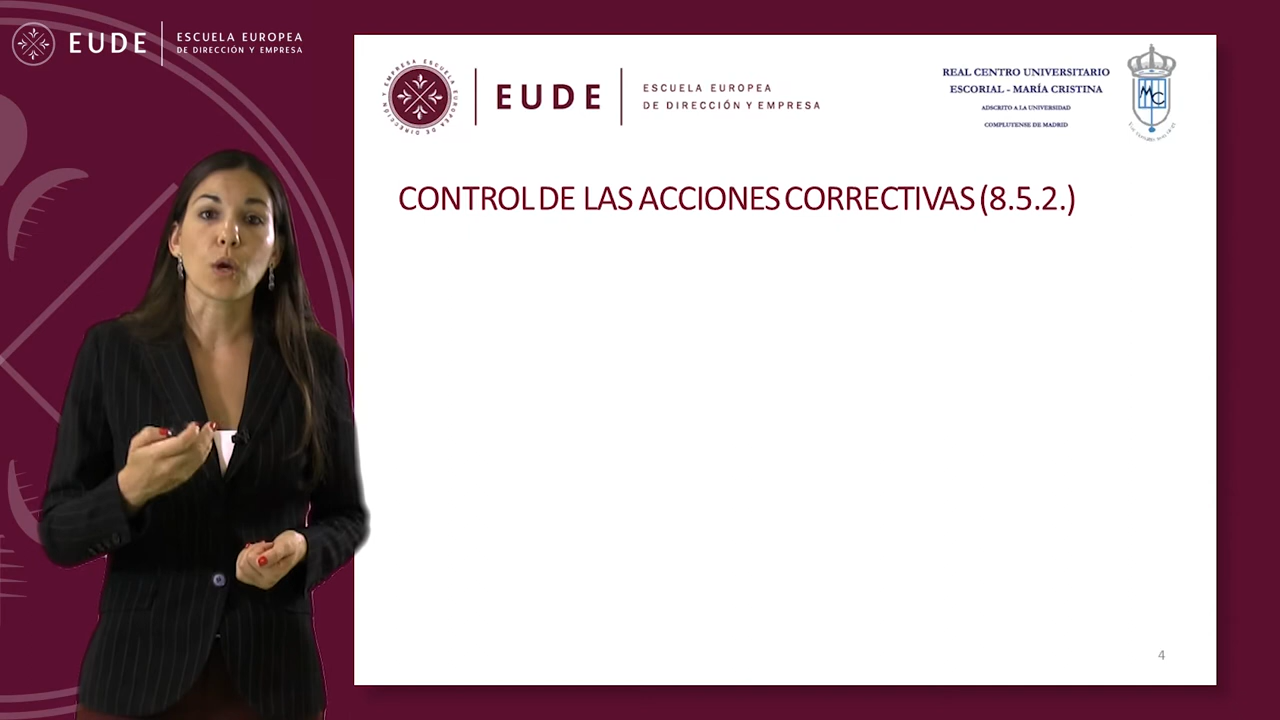 EUDE
ESCUELA EUROPEA
DE DIRECCIÓN Y EMPRESA
EUDE
ESCUELA EUROPEA
DE DIRECCIÓN Y EMPRESA
REAL CENTRO UNIVERSITARIO
ESCORIAL - MARÍA CRISTINA
ADSCRITO A LA UNIVERSIDAD
COMPLUTENSE DE MADRID
CONTROL DE LAS ACCIONES CORRECTIVAS (8.5.2.)
4